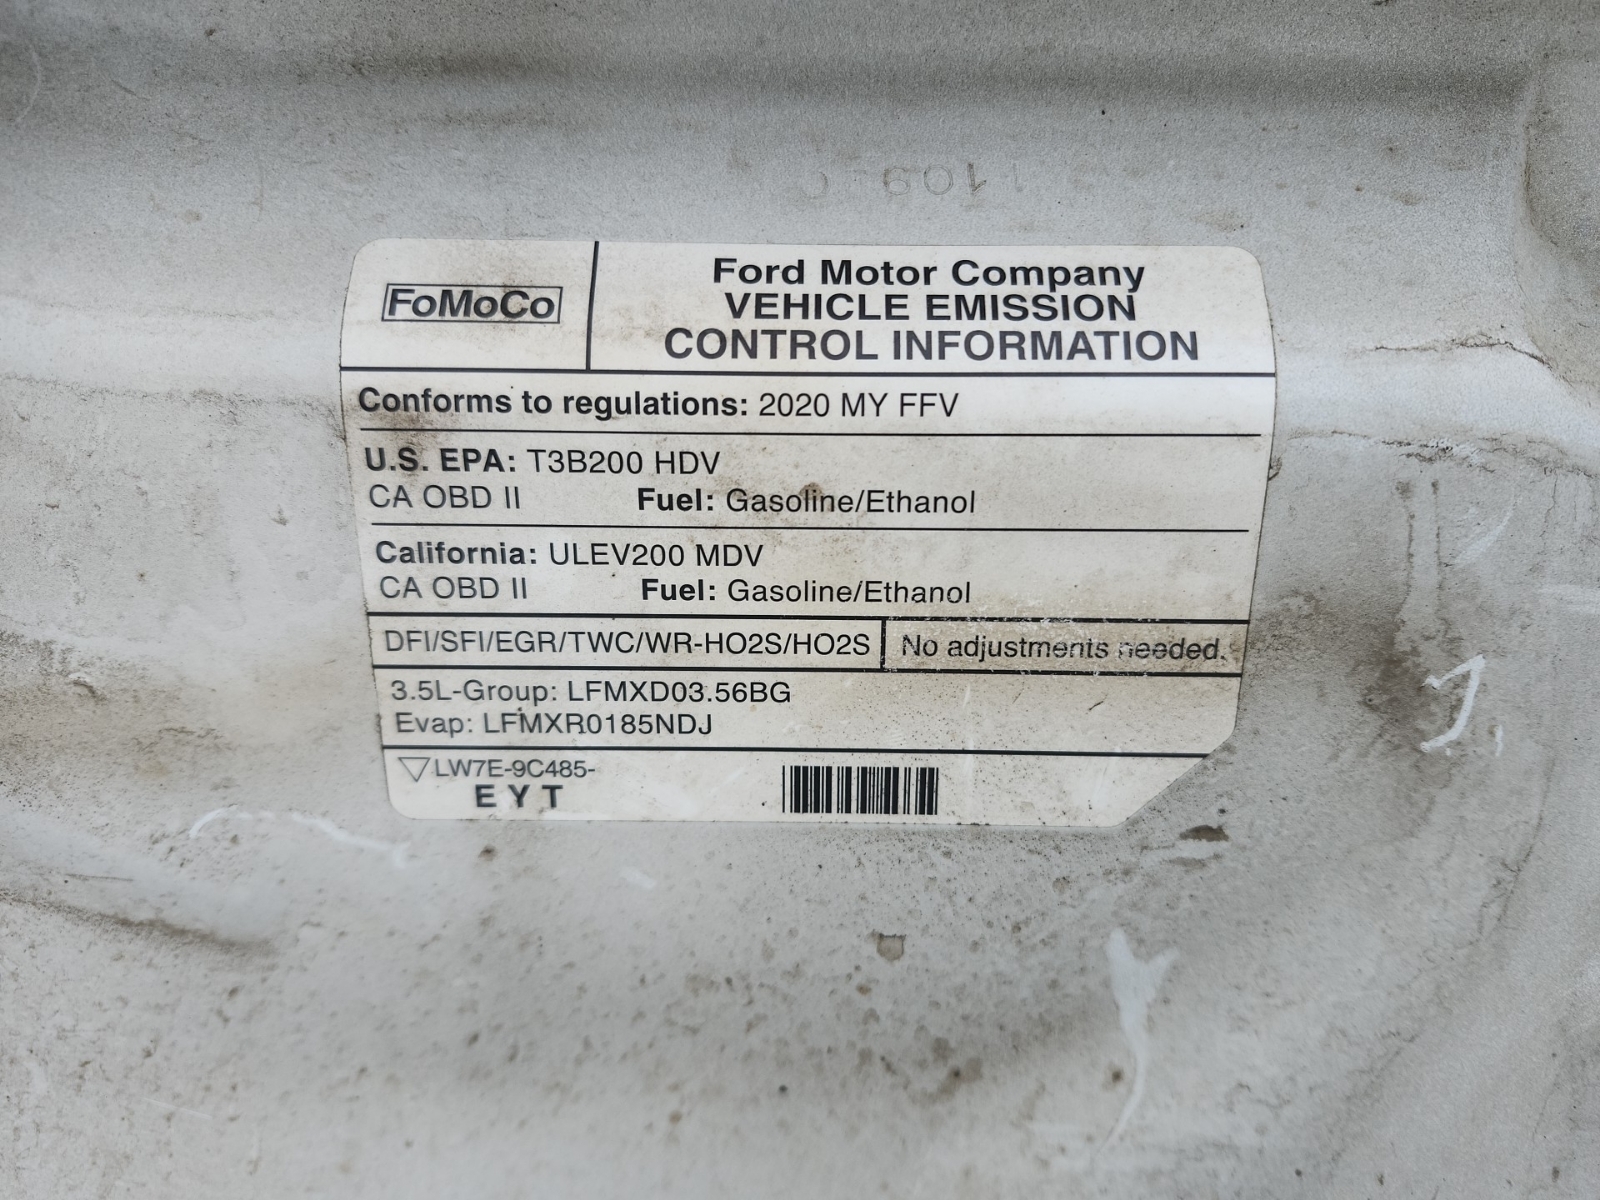 FoMoCo
Ford Motor Company
VEHICLE EMISSION
CONTROL INFORMATION
Conforms to regulations: 2020 MY FFV
U.S. EPA: T3B200 HDV
CA OBD II Fuel: Gasoline/Ethanol
California: ULEV200 MDV
CA OBD II Fuel: Gasoline/Ethanol
DFI/SFI/EGR/TWC/WR-HO2S/HO2S No adjustments needed.
3.5L-Group: LFMXD03.56BG
Evap: LFMXR0185NDJ
LW7E-9C485-
EYT